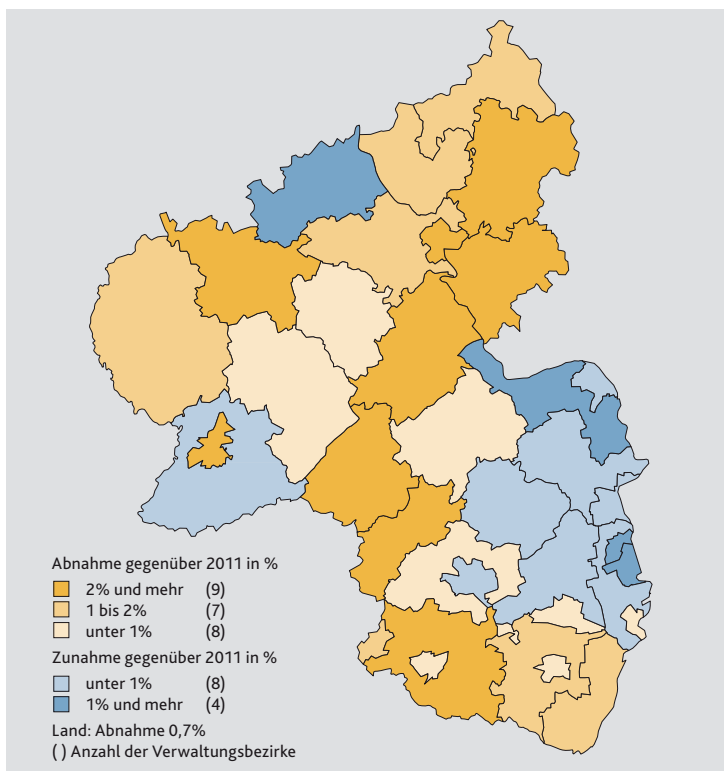 Abnahme gegenüber 2011 in %
2% und mehr (9)
1 bis 2% (7)
unter 1% (8)
Zunahme gegenüber 2011 in %
unter 1% (8)
1% und mehr (4)
Land: Abnahme 0,7%
( ) Anzahl der Verwaltungsbezirke